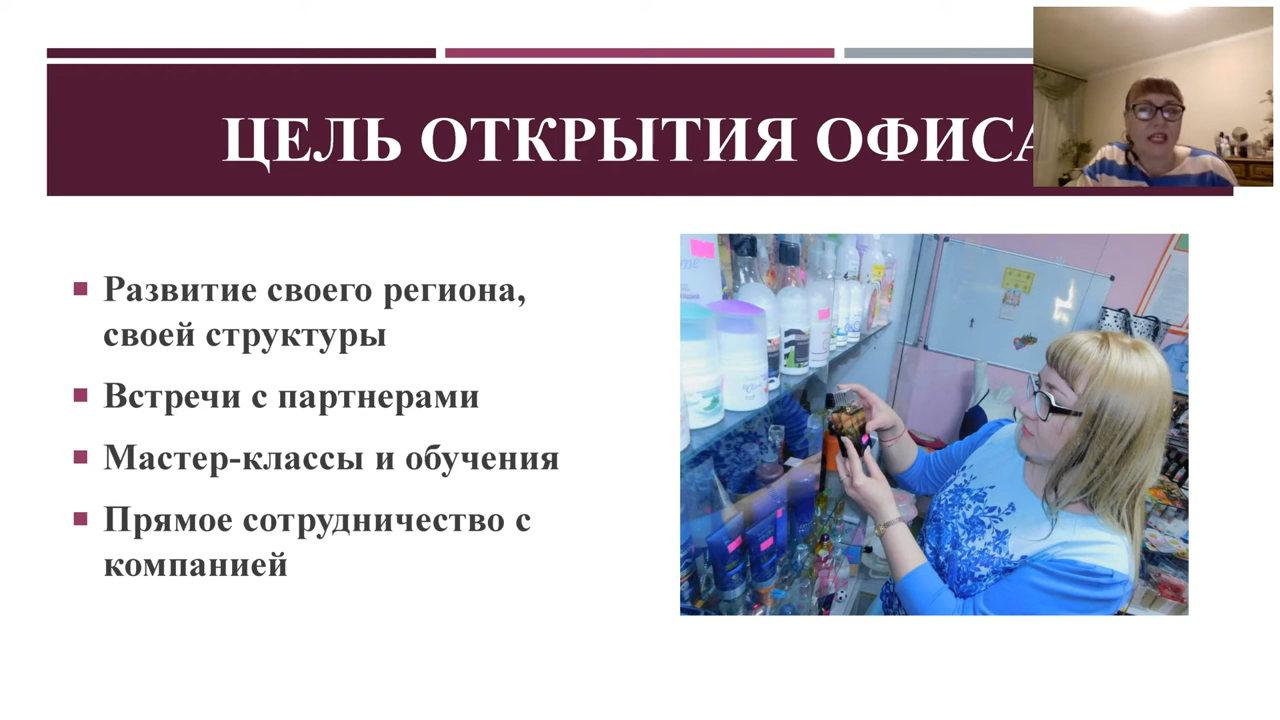 ЦЕЛЬ ОТКРЫТИЯ ОФИСА
Развитие своего региона,
своей структуры
Встречи с партнерами
Мастер-классы и обучения
Прямое сотрудничество с
компанией